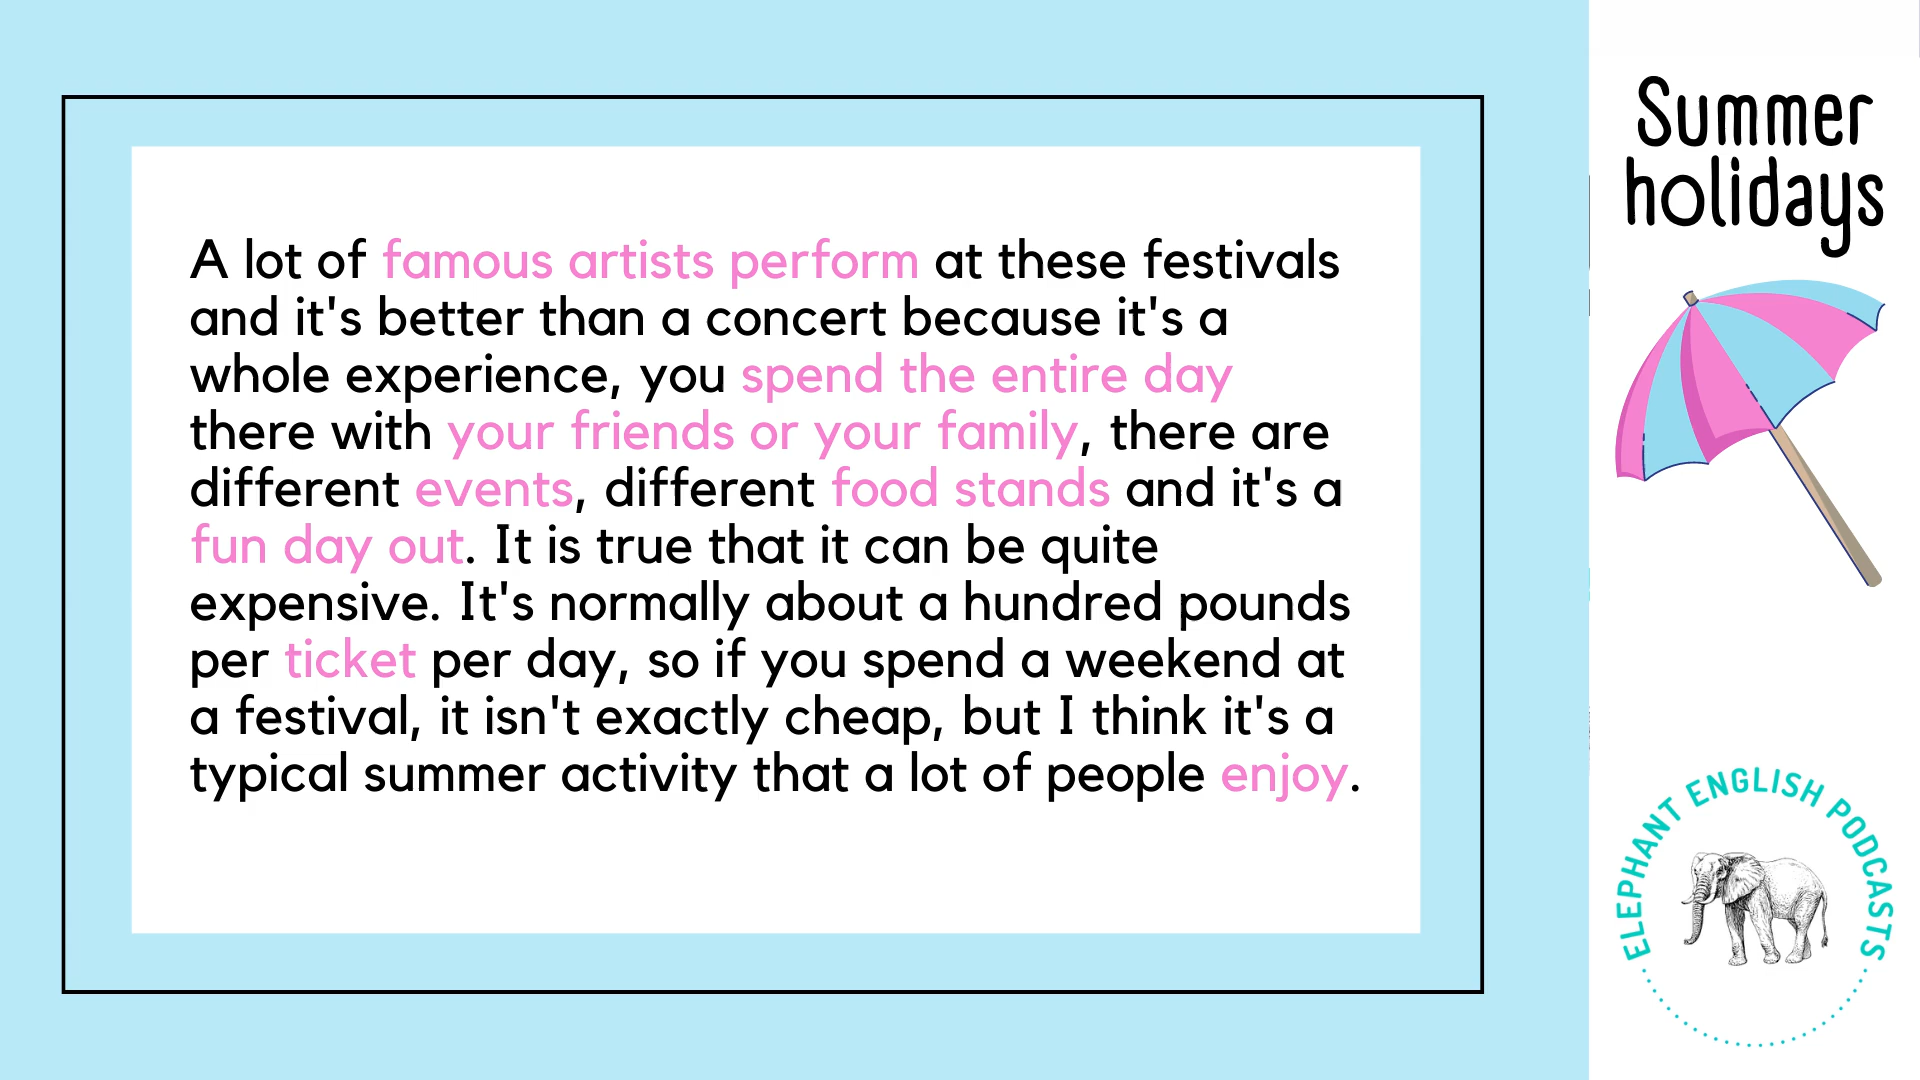 A lot of famous artists perform at these festivals
and it's better than a concert because it's a
whole experience, you spend the entire day
there with your friends or your family, there are
different events, different food stands and it's a
fun day out. It is true that it can be quite
expensive. It's normally about a hundred pounds
per ticket per day, so if you spend a weekend at
a festival, it isn't exactly cheap, but I think it's a
typical summer activity that a lot of people enjoy.
Summer
holidays
ELEPHANT ENGLISH PODCASTS